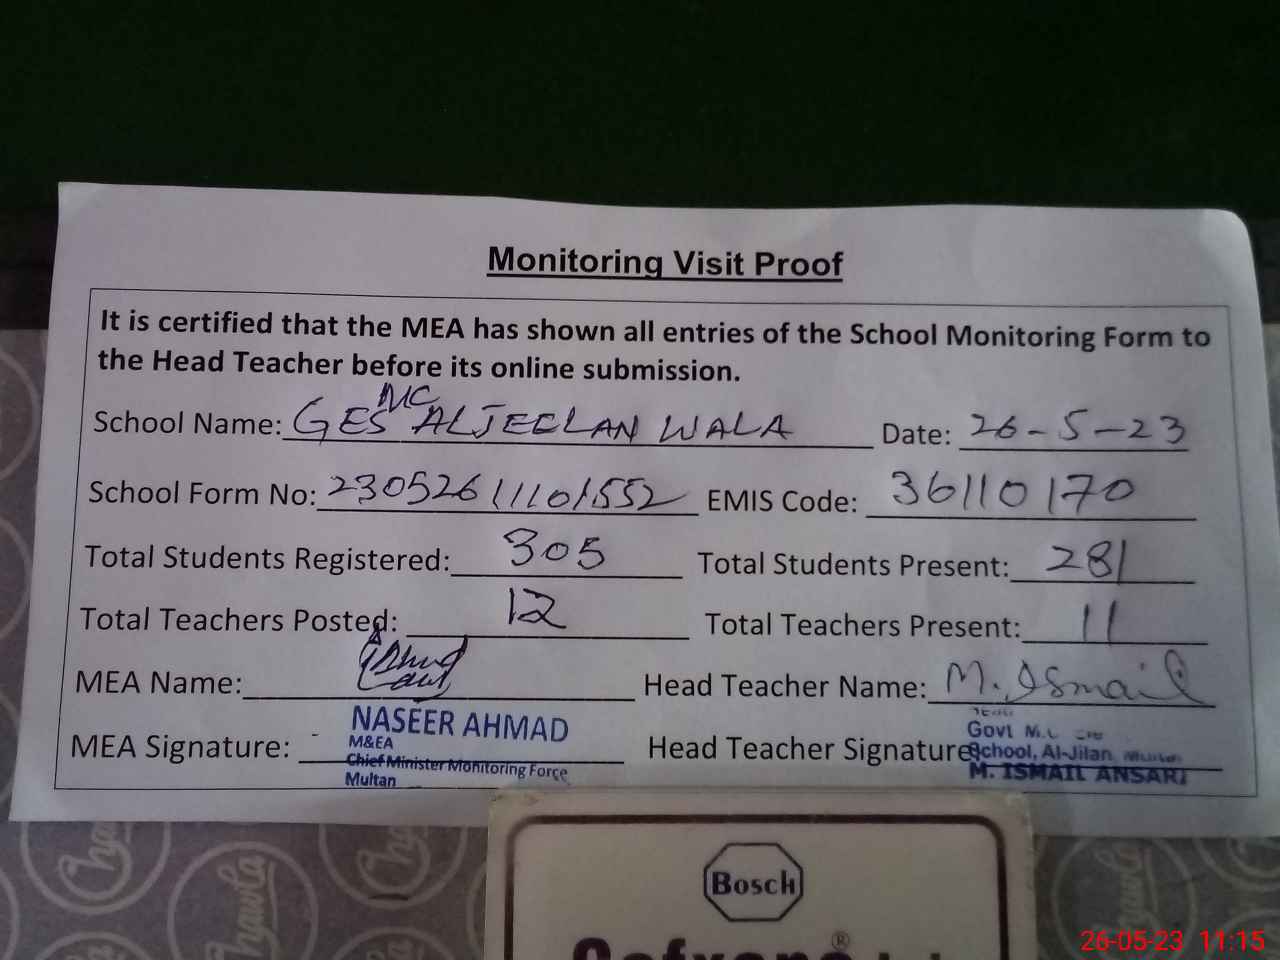 Monitoring Visit Proof
It is certified that the MEA has shown all entries of the School Monitoring Form to
the Head Teacher before its online submission.
School Name: GES MC ALJEELAN WALA Date: 26-5-23
School Form No: 23052611101552 EMIS Code: 36110170
Total Students Registered: 305 Total Students Present: 281
Total Teachers Posted: 12 Total Teachers Present: 11
MEA Name: Head Teacher Name: M. Ismail
NASEER AHMAD
MEA Signature: Head Teacher Signature
M&EA
Chief Minister Monitoring Force
Multan
Govt M.C
School, Al-Jilan, Multan
M. ISMAIL ANSARI
BOSCH
®
Chawla
26-05-23 11:15